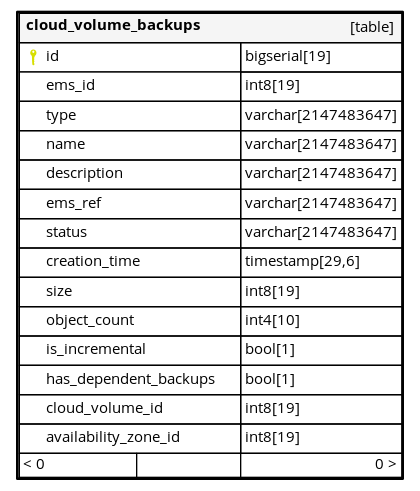 cloud_volume_backups [table]
id bigserial[19]
ems_id int8[19]
type varchar[2147483647]
name varchar[2147483647]
description varchar[2147483647]
ems_ref varchar[2147483647]
status varchar[2147483647]
creation_time timestamp[29,6]
size int8[19]
object_count int4[10]
is_incremental bool[1]
has_dependent_backups bool[1]
cloud_volume_id int8[19]
availability_zone_id int8[19]
< 0 0 >